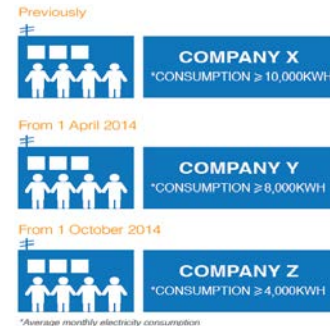 Previously
COMPANY X
*CONSUMPTION ≥ 10,000KWH
From 1 April 2014
COMPANY Y
*CONSUMPTION ≥ 8,000KWH
From 1 October 2014
COMPANY Z
*CONSUMPTION ≥ 4,000KWH
*Average monthly electricity consumption